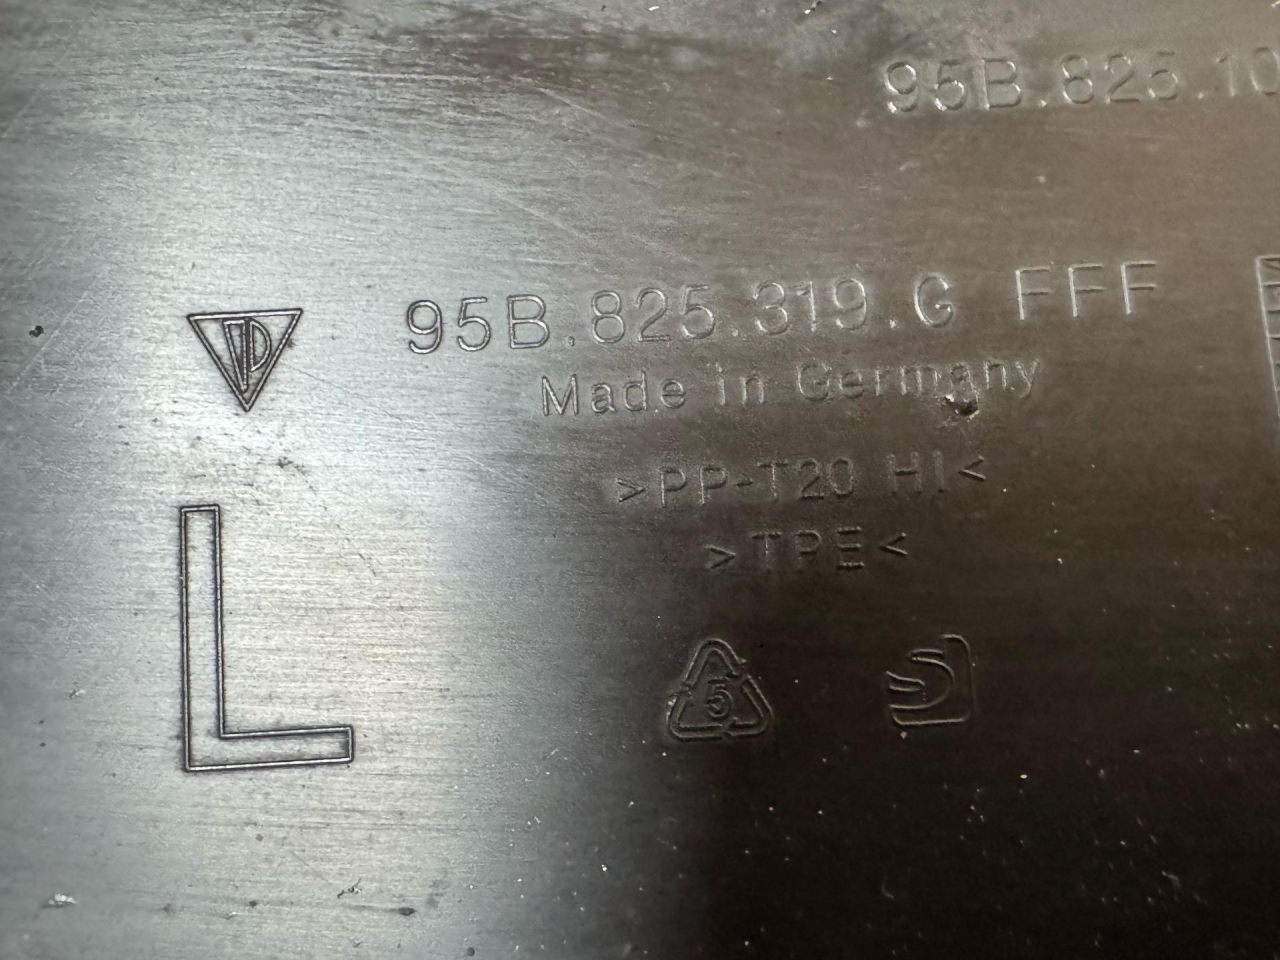 95B.825.10
95B.825.319.G FFF
Made in Germany
>PP-T20 HI<
>TPE<
5
L